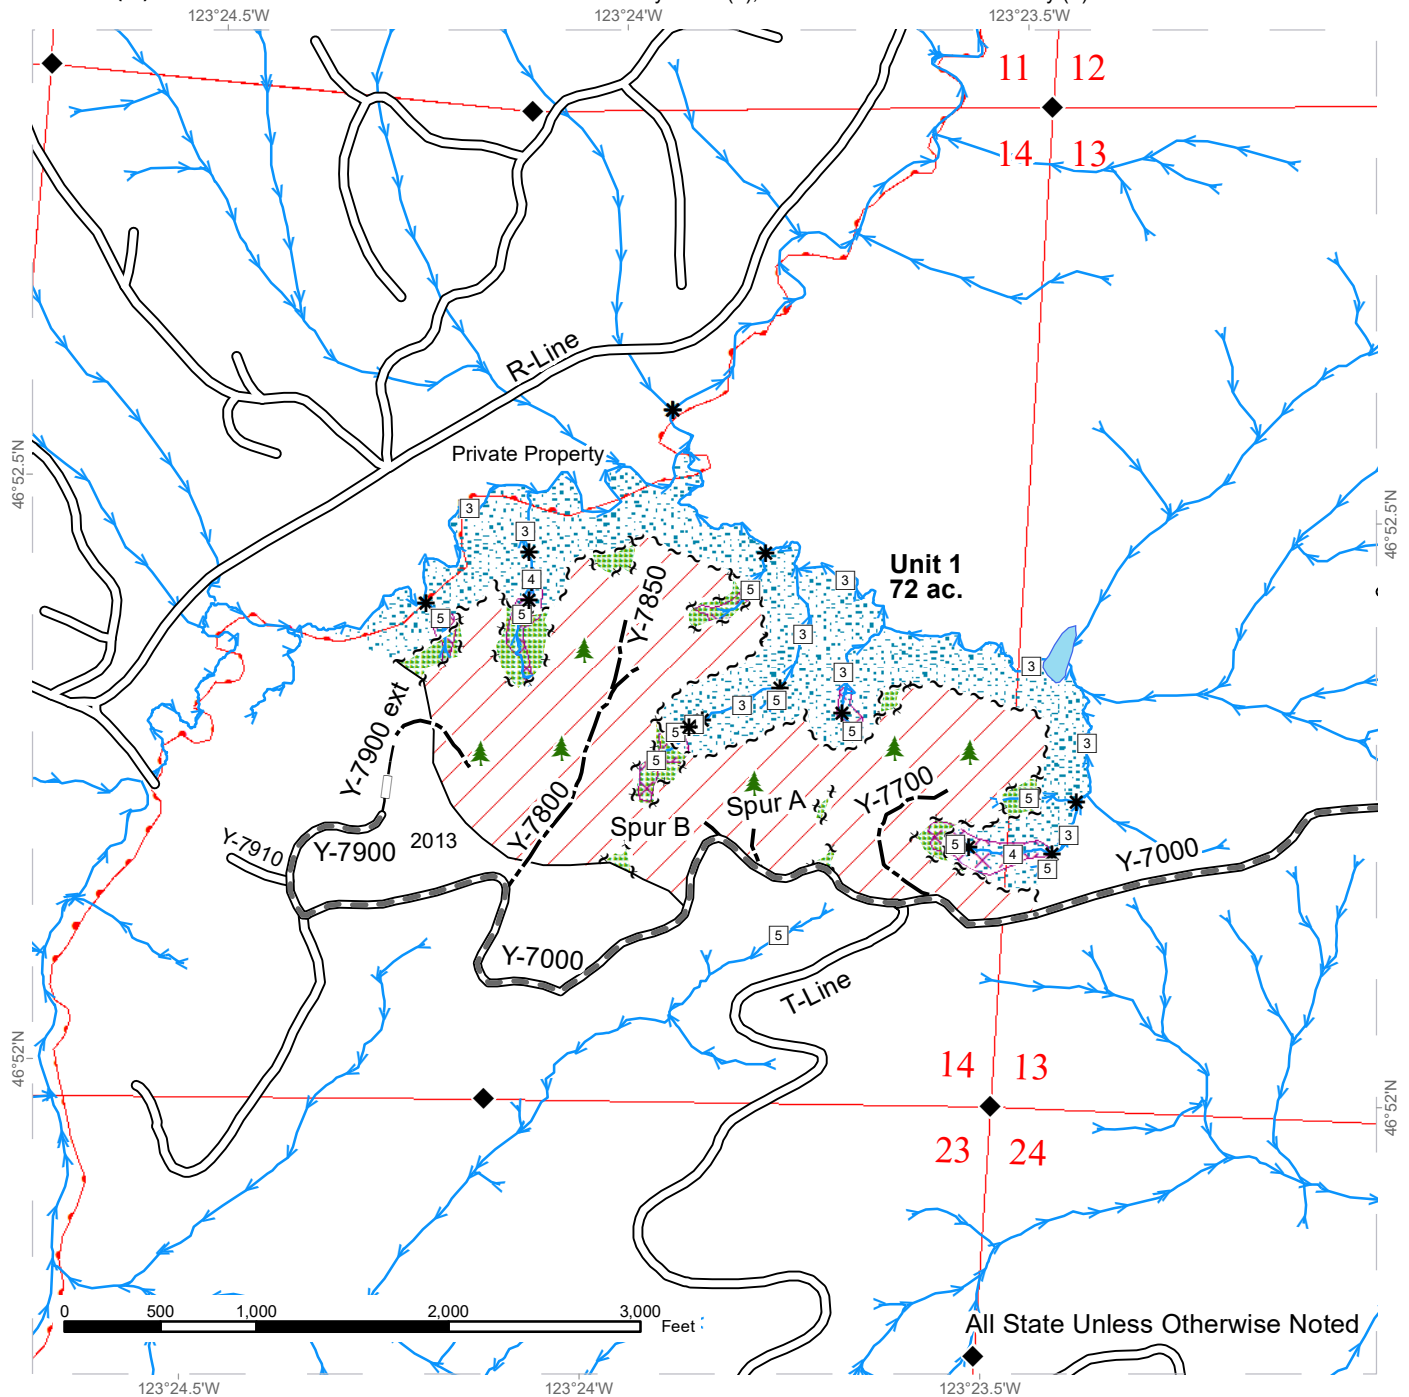 123°24.5'W
123°24'W
123°23.5'W
11
12
14
13
R-Line
46°52.5'N
46°52.5'N
Private Property
3
3
Unit 1
72 ac.
4
5
3
5
5
Y-7850
3
3
3
3
5
5
5
5
Y-7900 ext
3
Y-7700
5
Spur A
Y-7800
Spur B
3
Y-7910
Y-7900
2013
5
4
5
Y-7000
5
Y-7000
T-Line
46°52'N
14
13
46°52'N
23
24
0
500
1,000
2,000
3,000
Feet
All State Unless Otherwise Noted
123°24.5'W
123°24'W
123°23.5'W